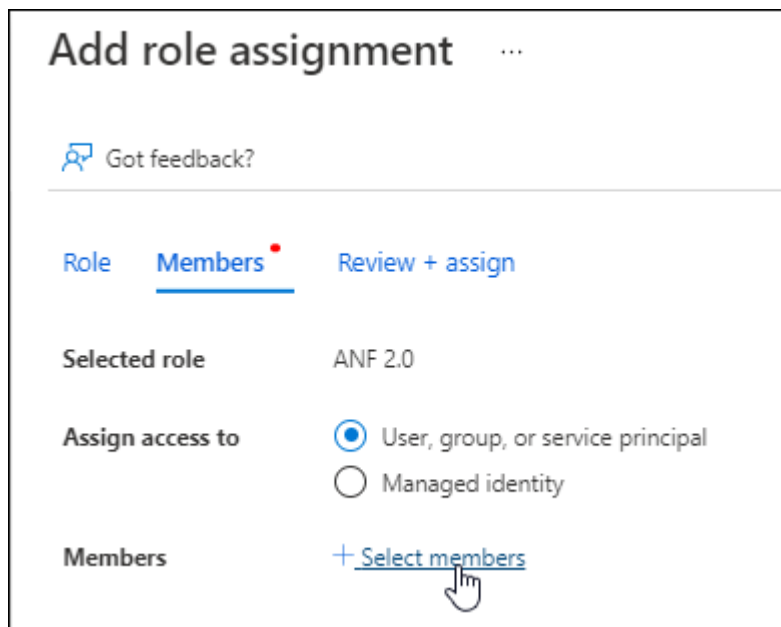 Add role assignment ...
Got feedback?
Role Members Review + assign
Selected role ANF 2.0
Assign access to User, group, or service principal
Managed identity
Members + Select members